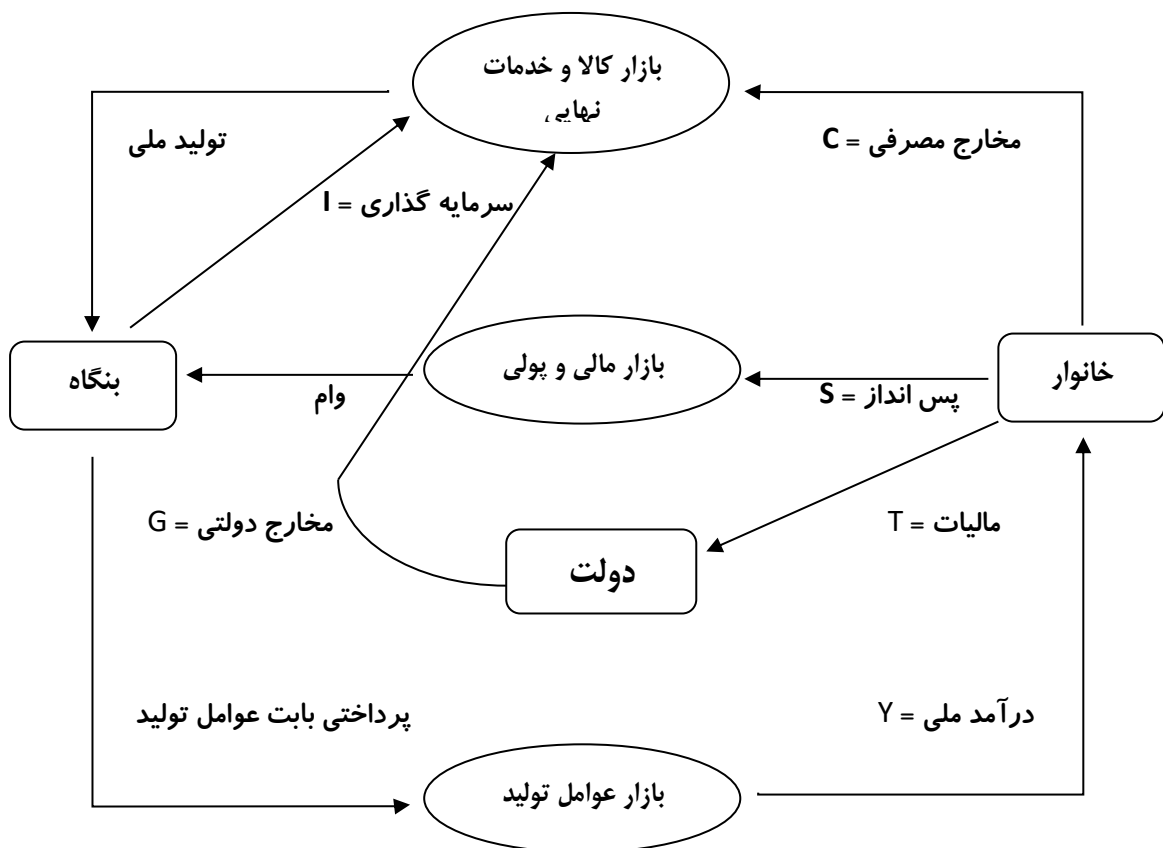 بازار کالا و خدمات
نهایی
تولید ملی
مخارج مصرفی = C
سرمایه گذاری = I
بازار مالی و پولی
بنگاه
خانوار
وام
پس انداز = S
مخارج دولتی = G
مالیات = T
دولت
پرداختی بابت عوامل تولید
درآمد ملی = Y
بازار عوامل تولید